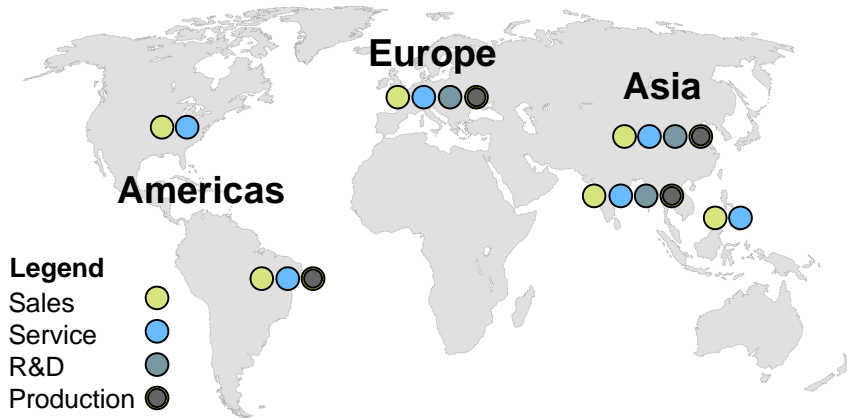 Europe
Asia
Americas
Legend
Sales
Service
R&D
Production